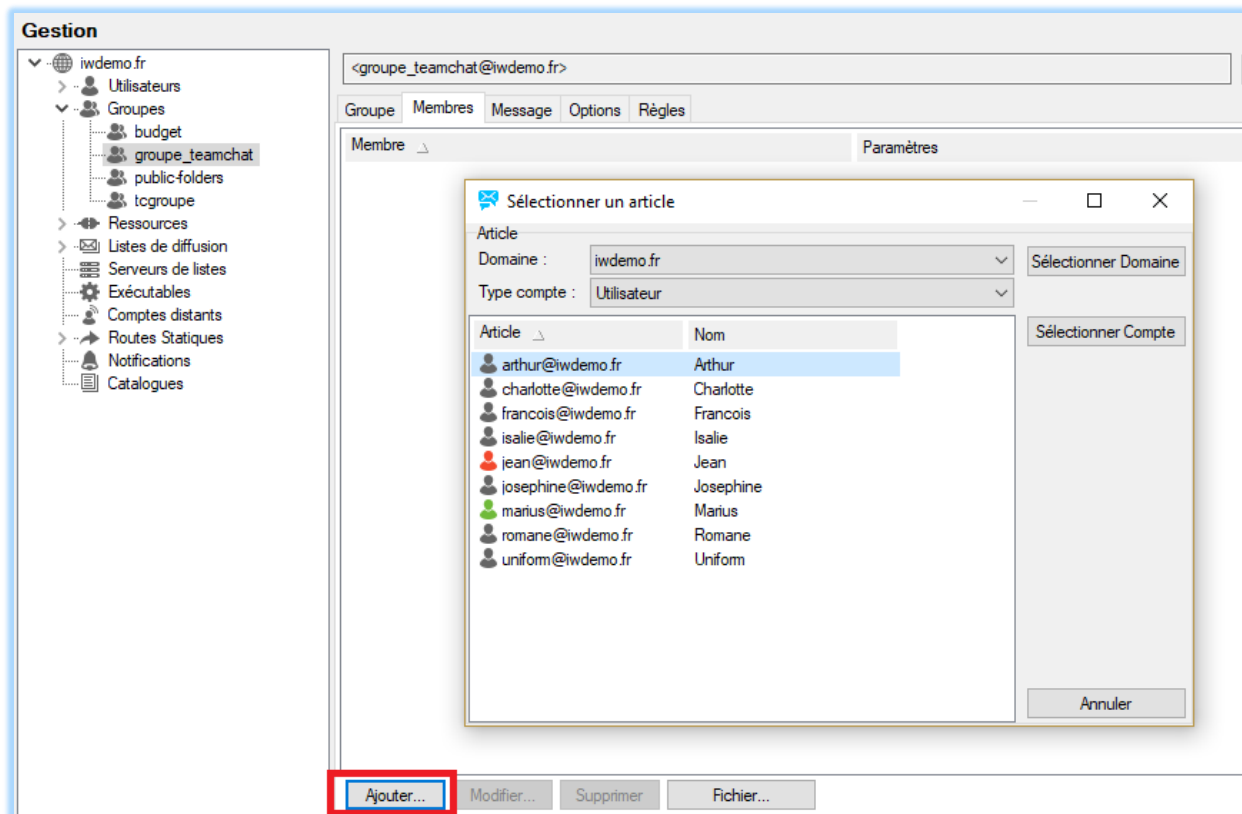 Gestion
iwdemo.fr
Utilisateurs
Groupes
budget
groupe_teamchat
public-folders
tcgroupe
Ressources
Listes de diffusion
Serveurs de listes
Exécutables
Comptes distants
Routes Statiques
Notifications
Catalogues
<groupe_teamchat@iwdemo.fr>
Groupe Membres Message Options Règles
Membre Paramètres
Sélectionner un article
Article
Domaine : iwdemo.fr Sélectionner Domaine
Type compte : Utilisateur
Article Nom Sélectionner Compte
arthur@iwdemo.fr Arthur
charlotte@iwdemo.fr Charlotte
francois@iwdemo.fr Francois
isalie@iwdemo.fr Isalie
jean@iwdemo.fr Jean
josephine@iwdemo.fr Josephine
marius@iwdemo.fr Marius
romane@iwdemo.fr Romane
uniform@iwdemo.fr Uniform
Annuler
Ajouter... Modifier... Supprimer Fichier...